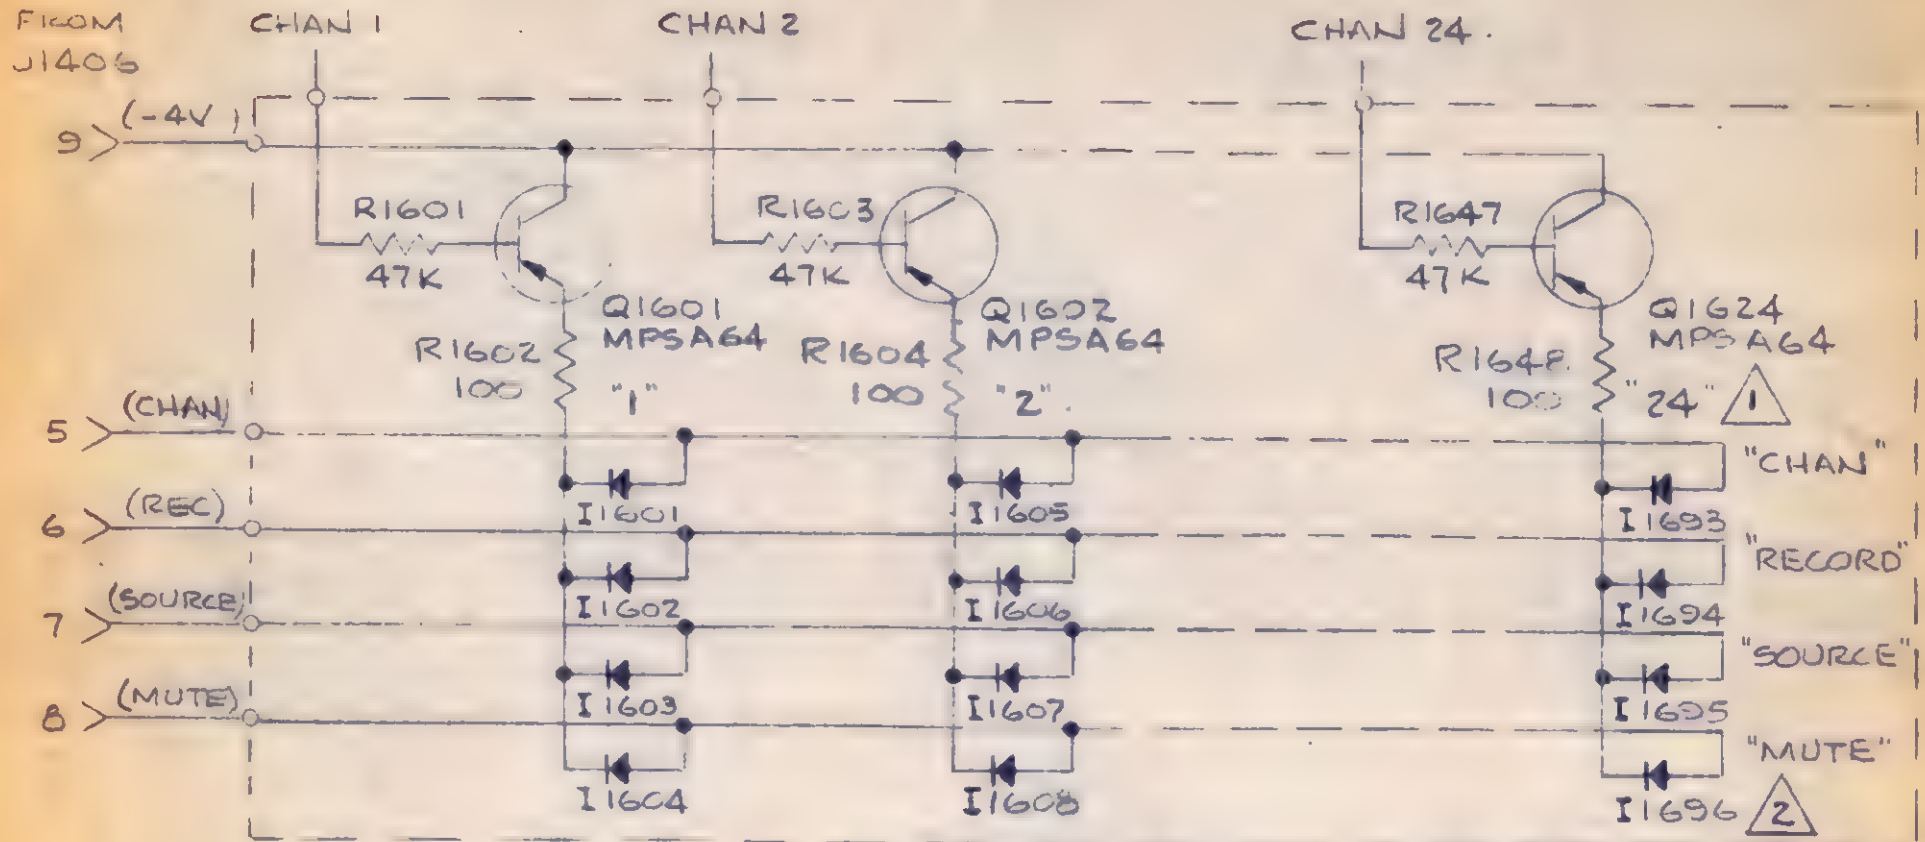 FROM
J1406
CHAN 1
CHAN 2
CHAN 24.
9 (-4V)
R1601
47K
R1603
47K
R1647
47K
Q1601
MPSA64
Q1602
MPSA64
Q1624
MPSA64
R1602
100
R1604
100
R1648
100
"1"
"2"
"24"
1
5 (CHAN)
"CHAN"
I1601
I1605
I1693
6 (REC)
"RECORD"
I1602
I1606
I1694
7 (SOURCE)
"SOURCE"
I1603
I1607
I1695
8 (MUTE)
"MUTE"
I1604
I1608
I1696
2